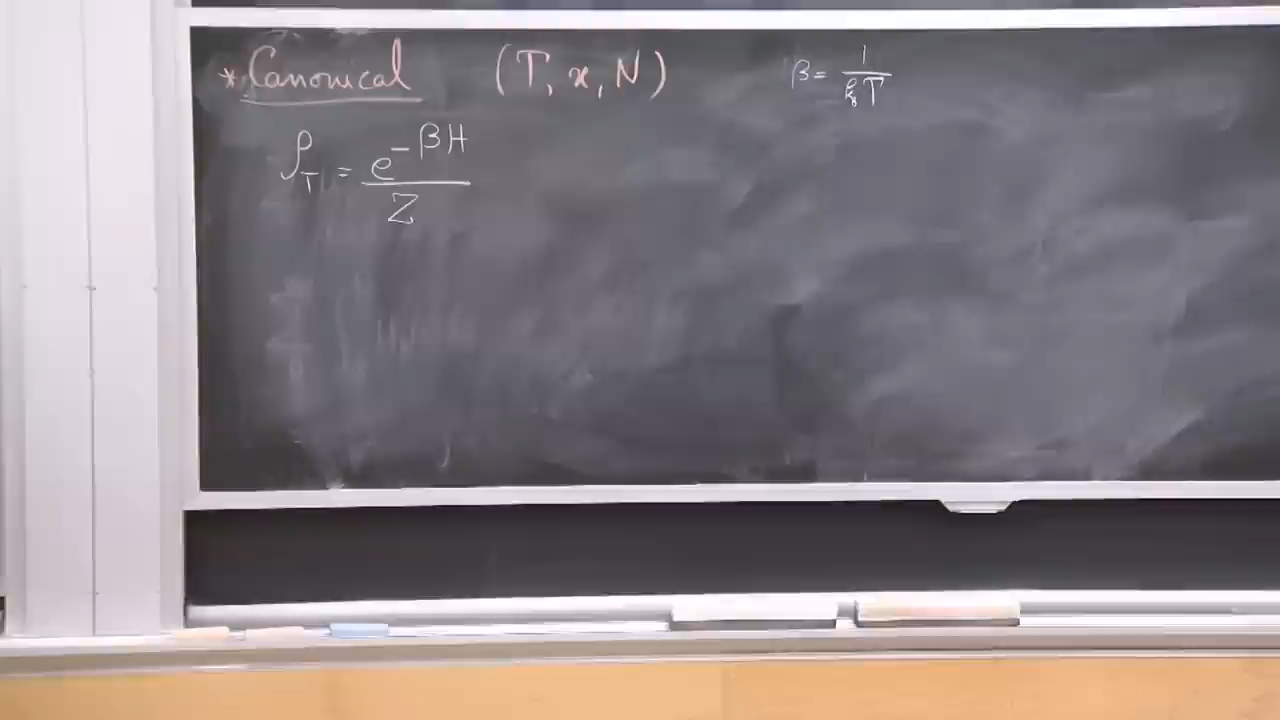 * Canonical (T, x, N) β = 1/k_B T
ρ_T = e^{-βH}/Z